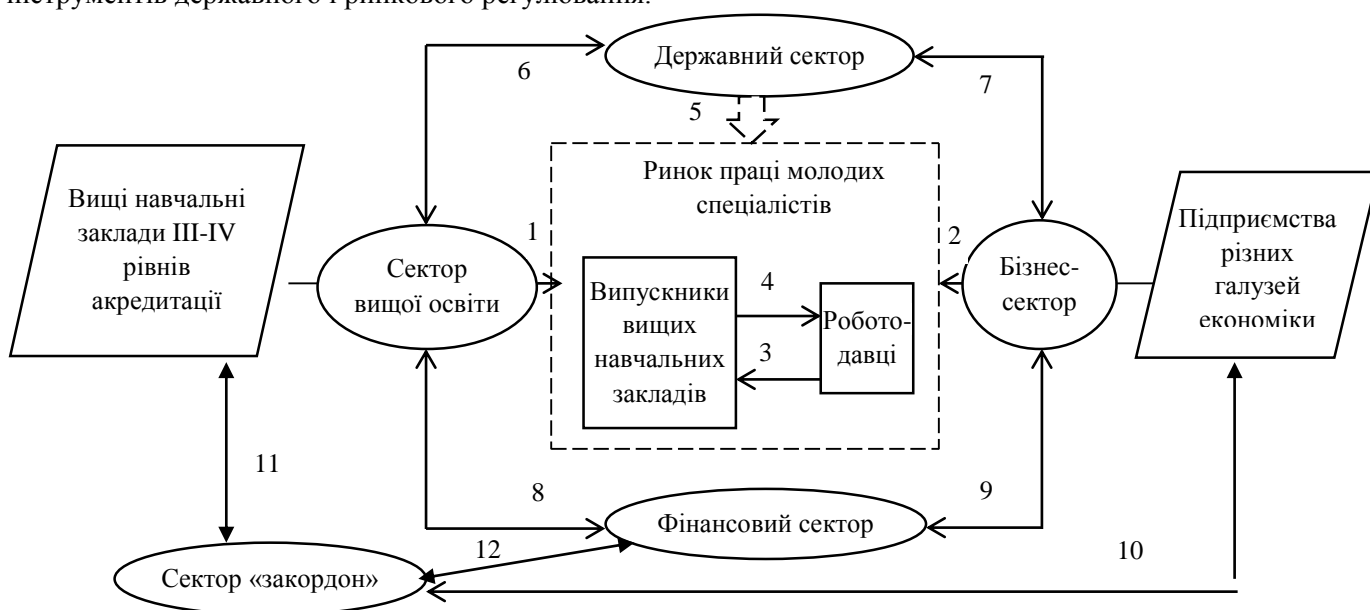 інструментів державного і ринкового регулювання.
Державний сектор
6
7
5
Ринок праці молодих
спеціалістів
Вищі навчальні
заклади ІІІ-IV
рівнів
акредитації
Підприємства
різних
галузей
економіки
1
2
Сектор
вищої освіти
Бізнес-
сектор
Випускники
вищих
навчальних
закладів
4
3
Робото-
давці
11
8
9
Фінансовий сектор
12
10
Сектор «закордон»